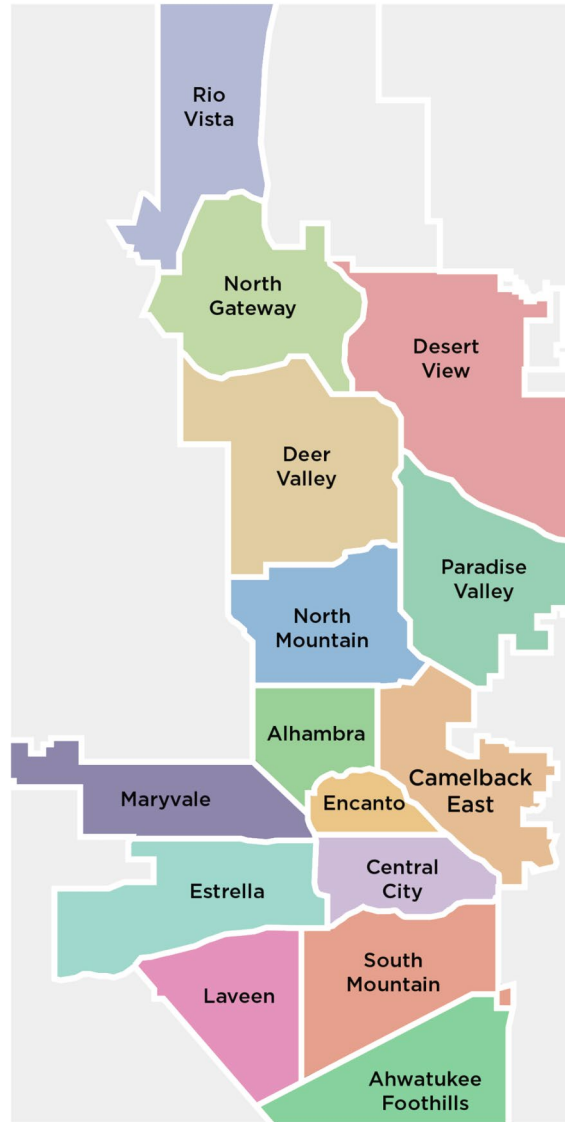 Rio
Vista
North
Gateway
Desert
View
Deer
Valley
Paradise
Valley
North
Mountain
Alhambra
Camelback
East
Maryvale
Encanto
Central
City
Estrella
South
Mountain
Laveen
Ahwatukee
Foothills